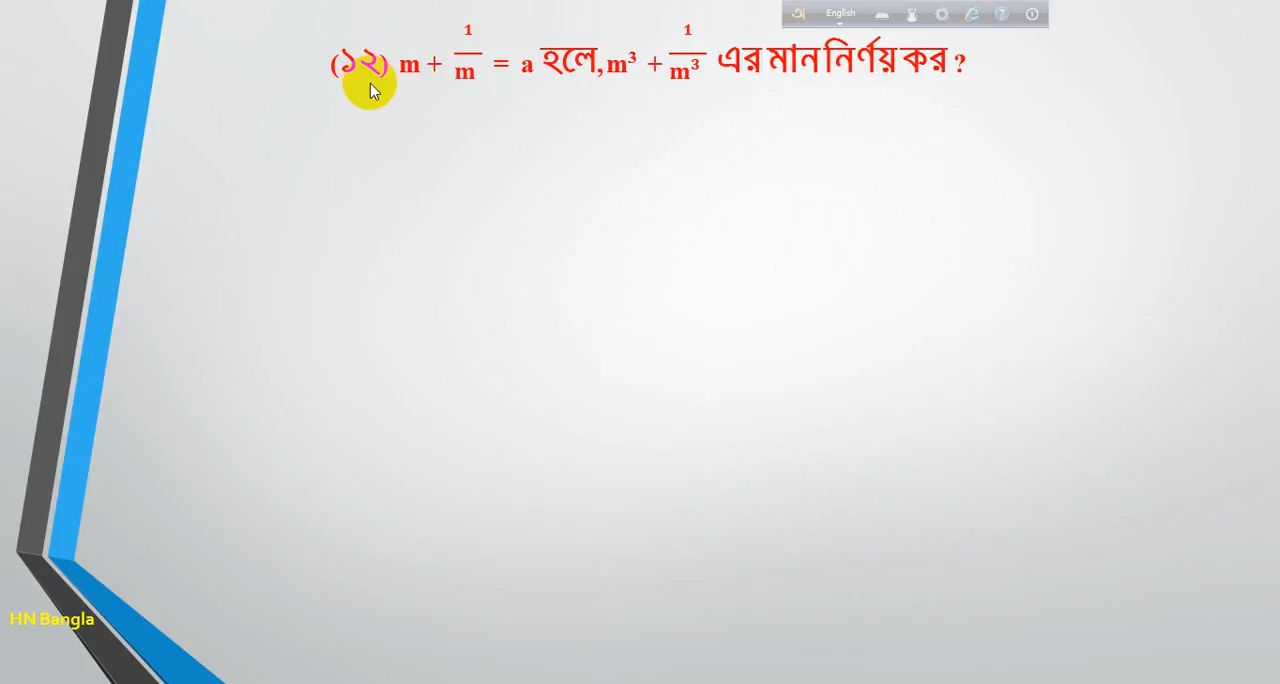 English
(১২) m + 1/m = a হলে, m³ + 1/m³ এর মান নির্ণয় কর ?
HN Bangla